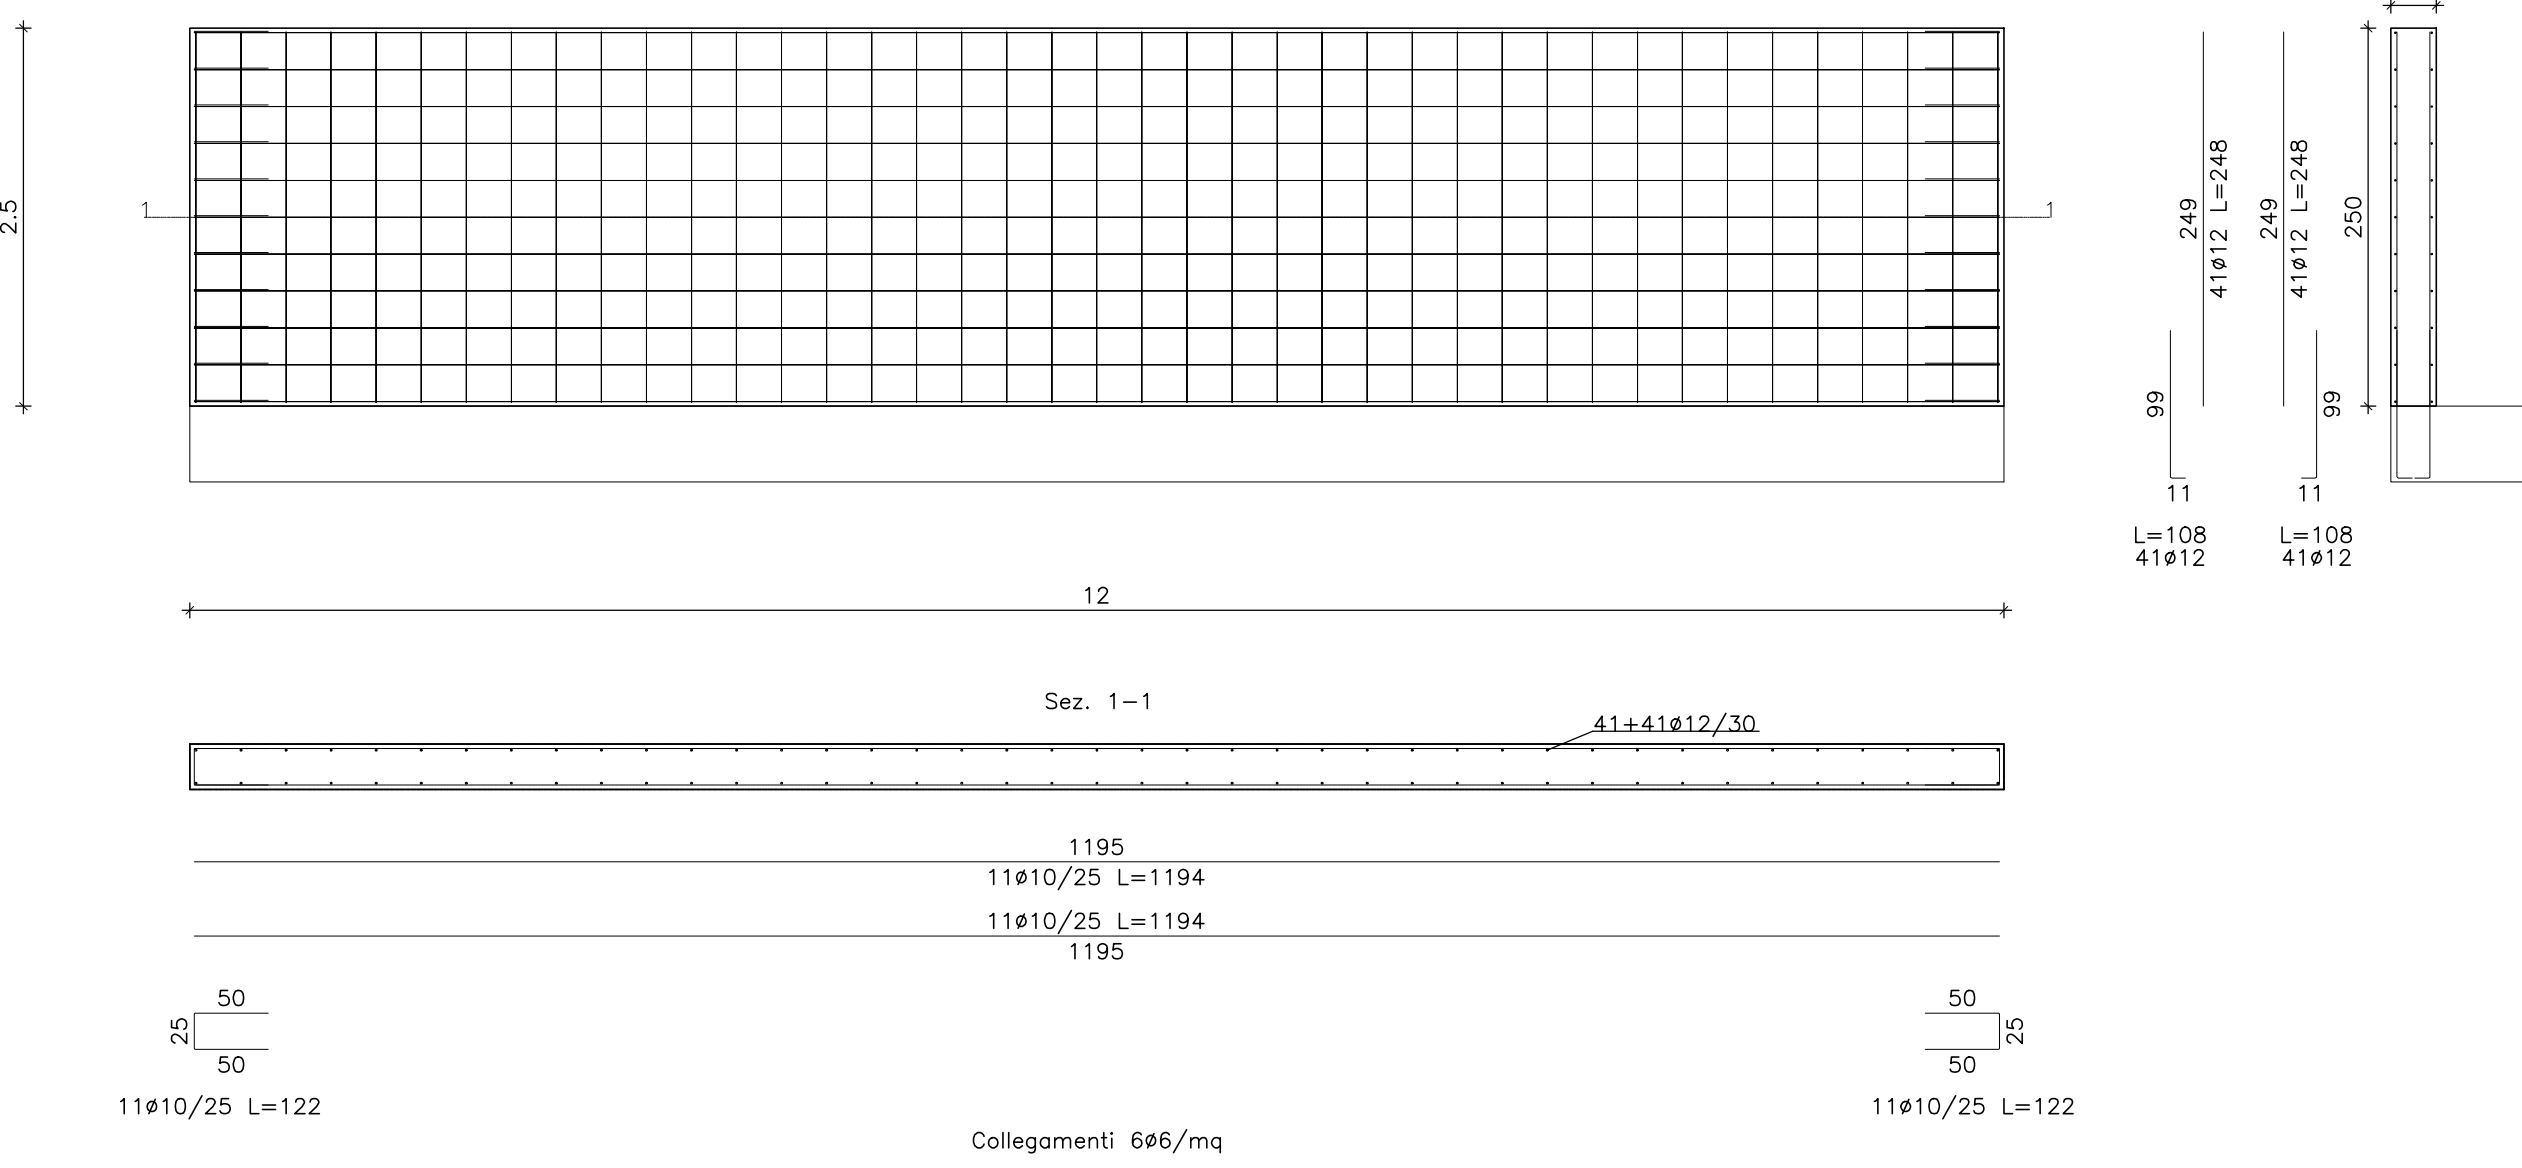 2.5
1
1
249
41ø12 L=248
249
41ø12 L=248
250
99
99
11
11
L=108
41ø12
L=108
41ø12
12
Sez. 1-1
41+41ø12/30
1195
11ø10/25 L=1194
11ø10/25 L=1194
1195
50
25
50
11ø10/25 L=122
50
25
50
11ø10/25 L=122
Collegamenti 6ø6/mq